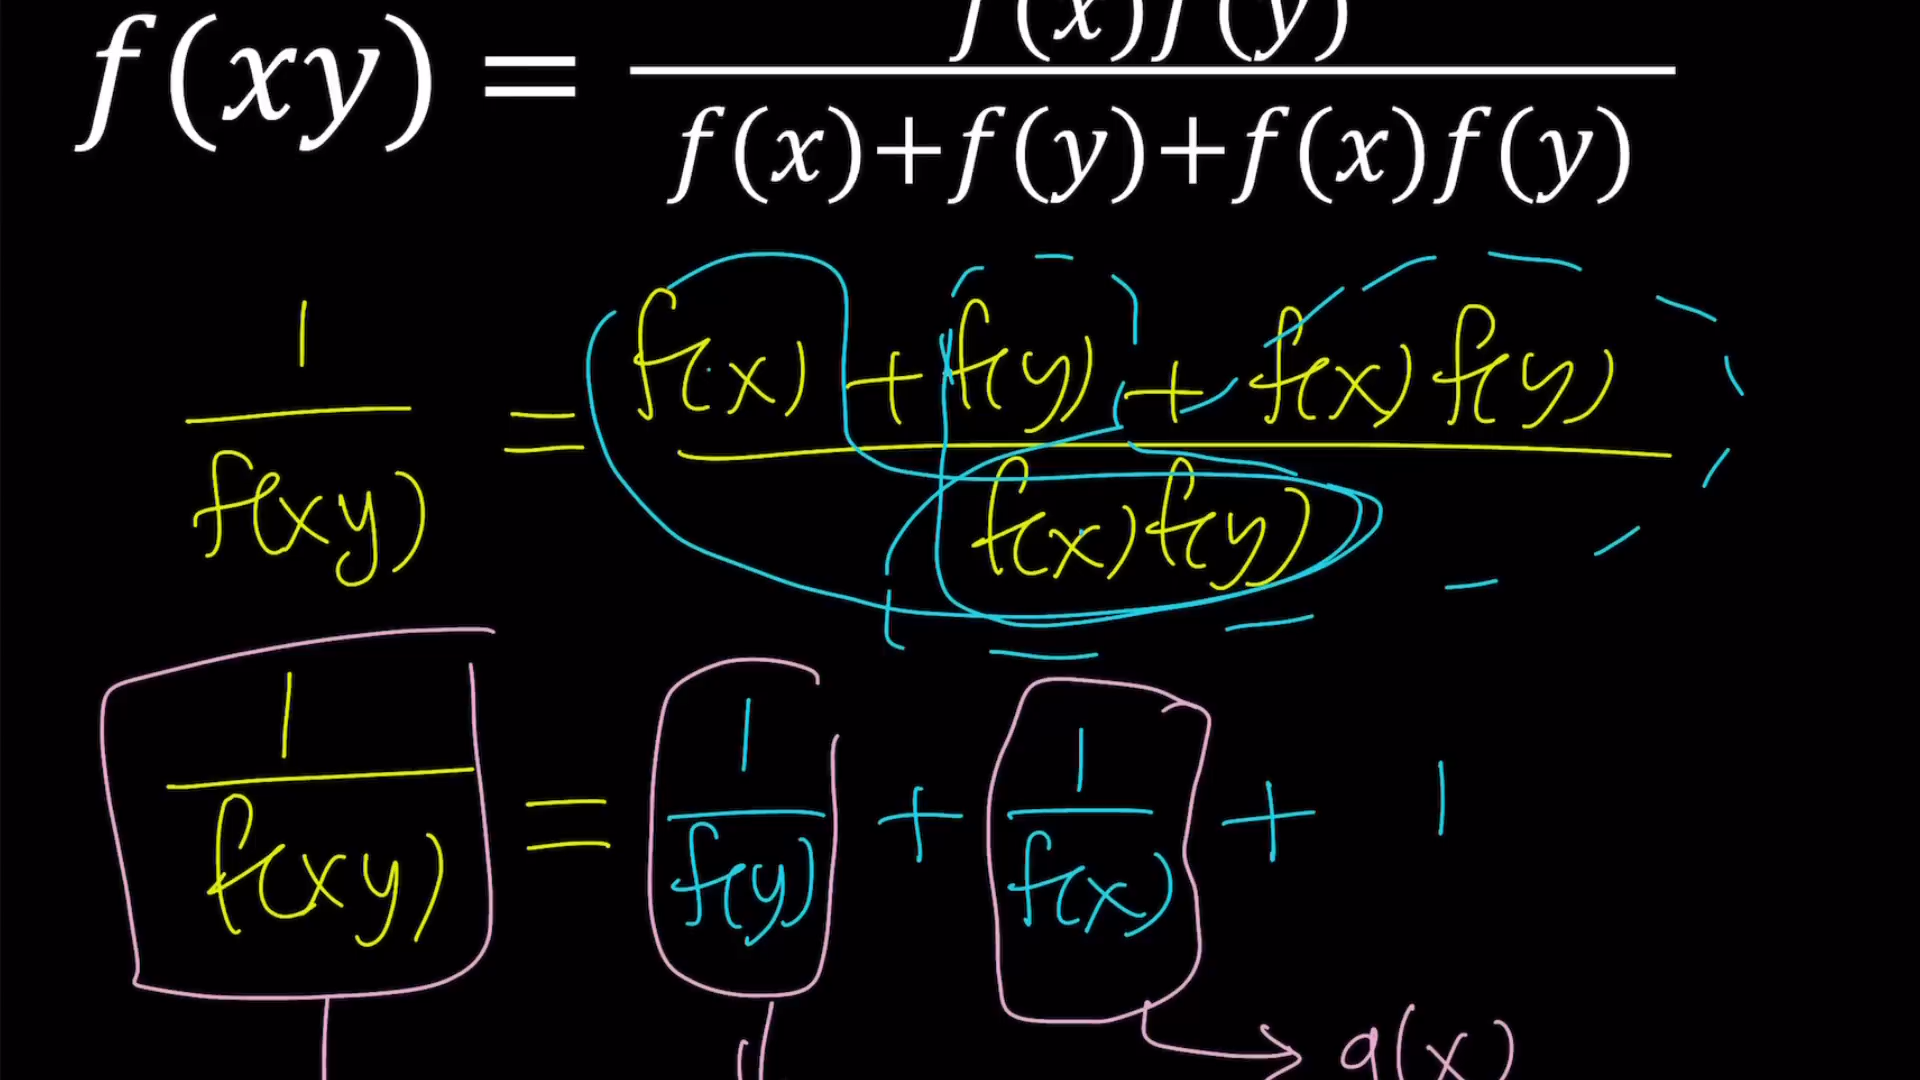 f(xy) = f(x)f(y) / f(x)+f(y)+f(x)f(y)
1/f(xy) = f(x) + f(y) + f(x)f(y) / f(x)f(y)
1/f(xy) = 1/f(y) + 1/f(x) + 1
g(x)